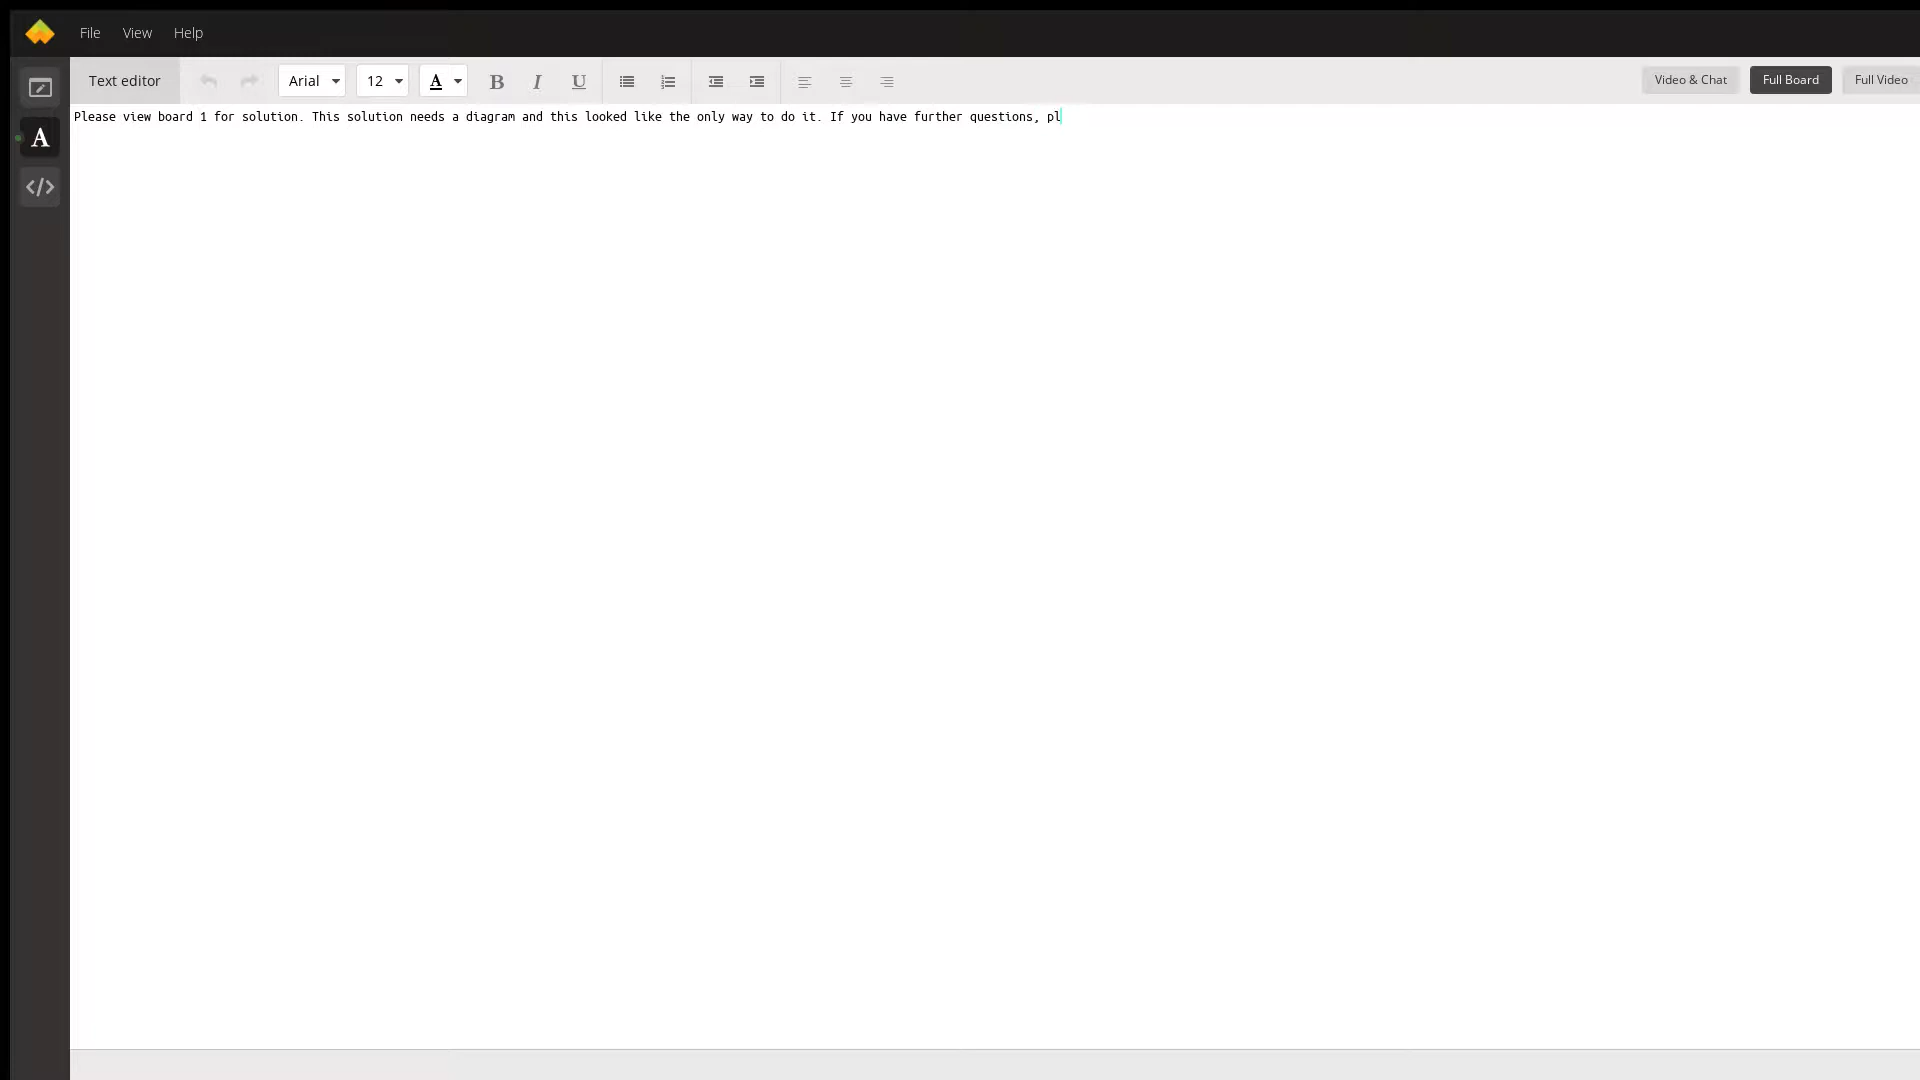 File View Help
Text editor Arial 12 A B I U Video & Chat Full Board Full Video
Please view board 1 for solution. This solution needs a diagram and this looked like the only way to do it. If you have further questions, pl
A
</>